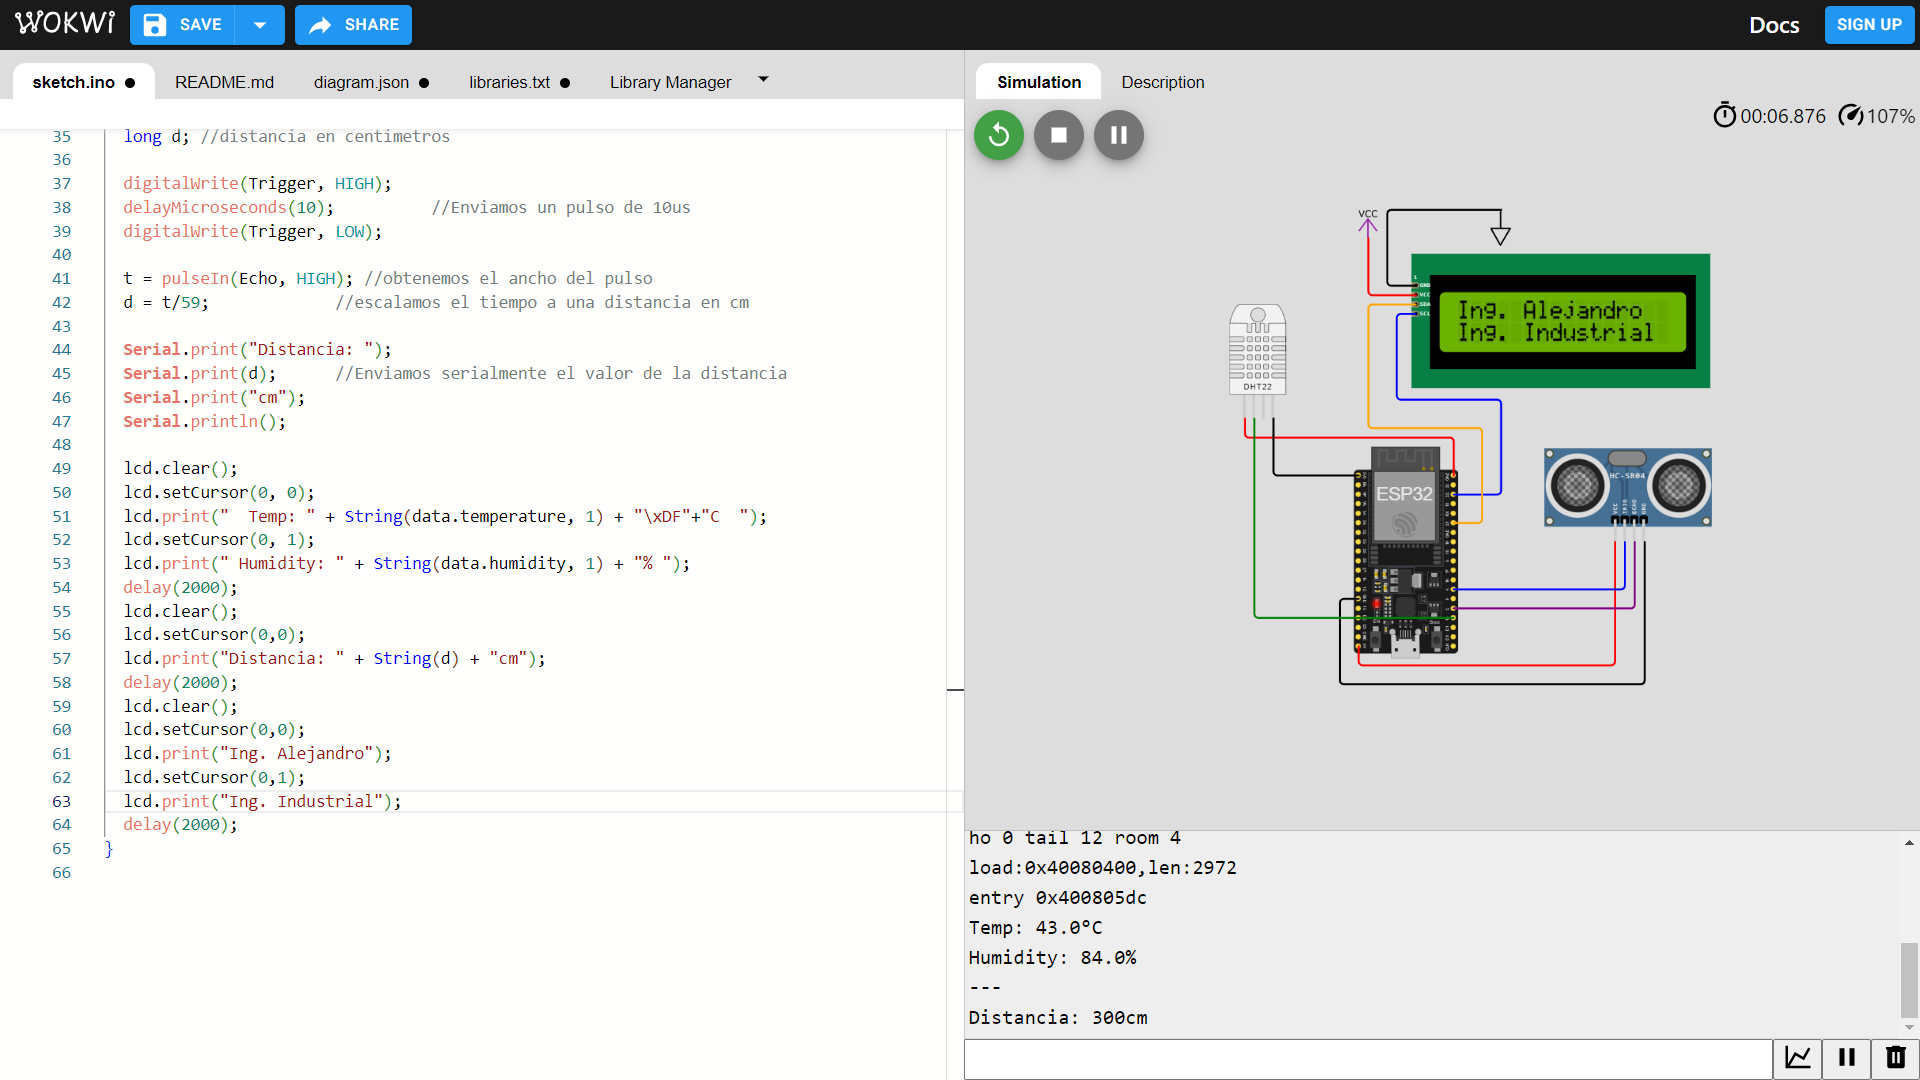 WOKWi
SAVE
SHARE
Docs
SIGN UP
sketch.ino ●
README.md
diagram.json ●
libraries.txt ●
Library Manager
Simulation
Description
00:06.876
107%
35 long d; //distancia en centimetros
36
37 digitalWrite(Trigger, HIGH);
38 delayMicroseconds(10); //Enviamos un pulso de 10us
39 digitalWrite(Trigger, LOW);
40
41 t = pulseIn(Echo, HIGH); //obtenemos el ancho del pulso
42 d = t/59; //escalamos el tiempo a una distancia en cm
43
44 Serial.print("Distancia: ");
45 Serial.print(d); //Enviamos serialmente el valor de la distancia
46 Serial.print("cm");
47 Serial.println();
48
49 lcd.clear();
50 lcd.setCursor(0, 0);
51 lcd.print("  Temp: " + String(data.temperature, 1) + "\xDF"+"C  ");
52 lcd.setCursor(0, 1);
53 lcd.print(" Humidity: " + String(data.humidity, 1) + "% ");
54 delay(2000);
55 lcd.clear();
56 lcd.setCursor(0,0);
57 lcd.print("Distancia: " + String(d) + "cm");
58 delay(2000);
59 lcd.clear();
60 lcd.setCursor(0,0);
61 lcd.print("Ing. Alejandro");
62 lcd.setCursor(0,1);
63 lcd.print("Ing. Industrial");
64 delay(2000);
65 }
66
VCC
1
GND
VCC
SDA
SCL
Ing. Alejandro
Ing. Industrial
DHT22
ESP32
HC-SR04
VCC
TRIG
ECHO
GND
ho 0 tail 12 room 4
load:0x40080400,len:2972
entry 0x400805dc
Temp: 43.0°C
Humidity: 84.0%
---
Distancia: 300cm